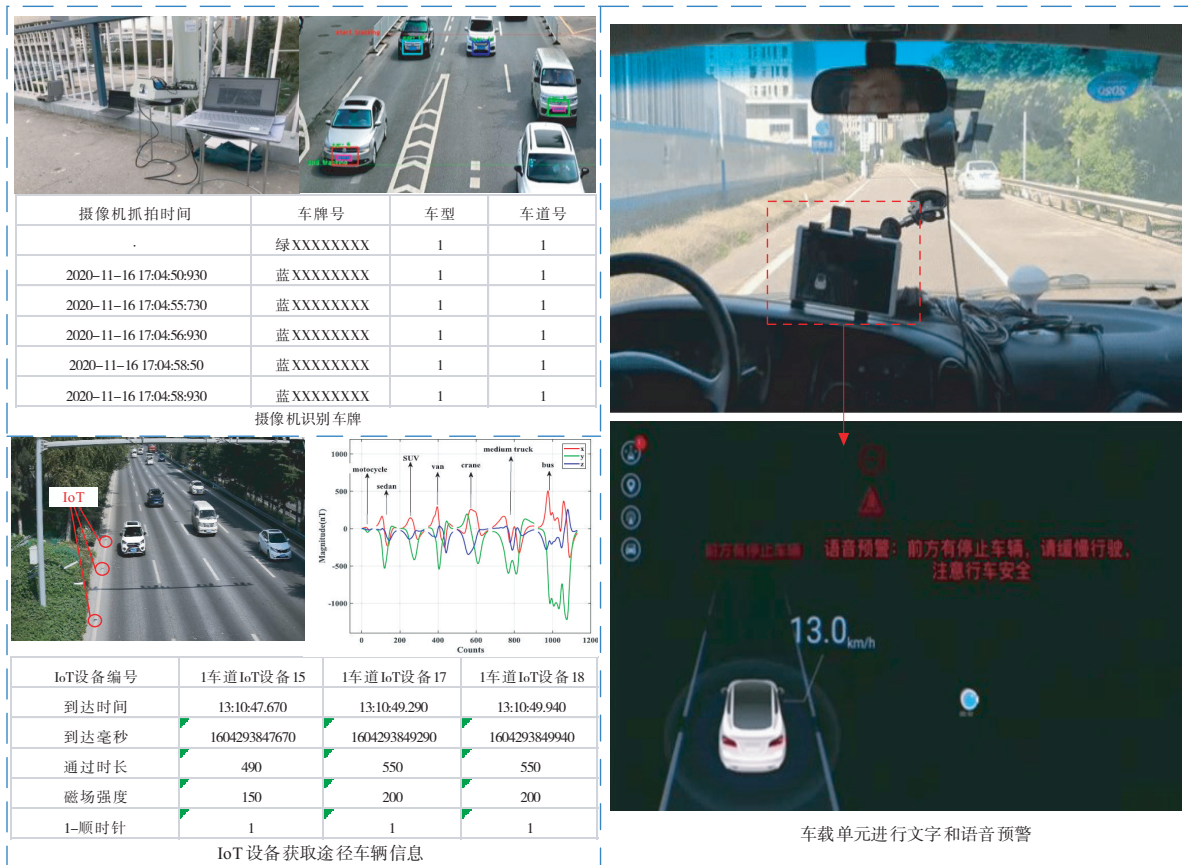 start tracking
摄像机抓拍时间 车牌号 车型 车道号
. 绿XXXXXXXX 1 1
2020-11-16 17:04:50:930 蓝XXXXXXXX 1 1
2020-11-16 17:04:55:730 蓝XXXXXXXX 1 1
2020-11-16 17:04:56:930 蓝XXXXXXXX 1 1
2020-11-16 17:04:58:50 蓝XXXXXXXX 1 1
2020-11-16 17:04:58:930 蓝XXXXXXXX 1 1
摄像机识别车牌
IoT
1000
500
0
-500
-1000
Magnitude(nT)
motocycle
sedan
SUV
van
crane
medium truck
bus
x
y
z
0 200 400 600 800 1000 1200
Counts
IoT设备编号 1车道IoT设备15 1车道IoT设备17 1车道IoT设备18
到达时间 13:10:47.670 13:10:49.290 13:10:49.940
到达毫秒 1604293847670 1604293849290 1604293849940
通过时长 490 550 550
磁场强度 150 200 200
1-顺时针 1 1 1
IoT设备获取途径车辆信息
前方有停止车辆
语音预警：前方有停止车辆，请缓慢行驶，
注意行车安全
13.0 km/h
车载单元进行文字和语音预警